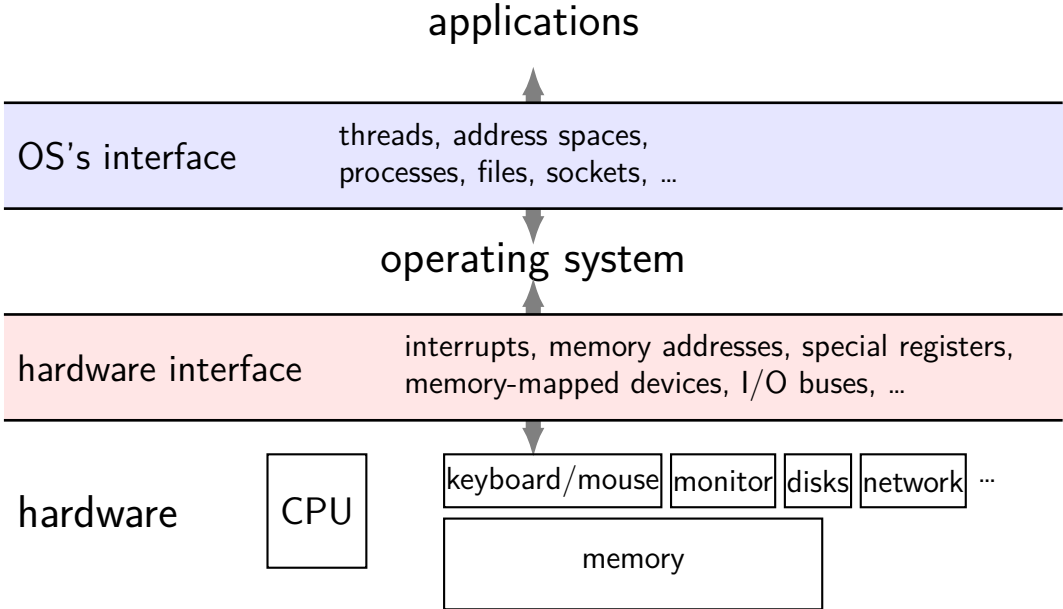 applications
OS's interface
threads, address spaces,
processes, files, sockets, …
operating system
hardware interface
interrupts, memory addresses, special registers,
memory-mapped devices, I/O buses, …
hardware
CPU
keyboard/mouse
monitor
disks
network
…
memory